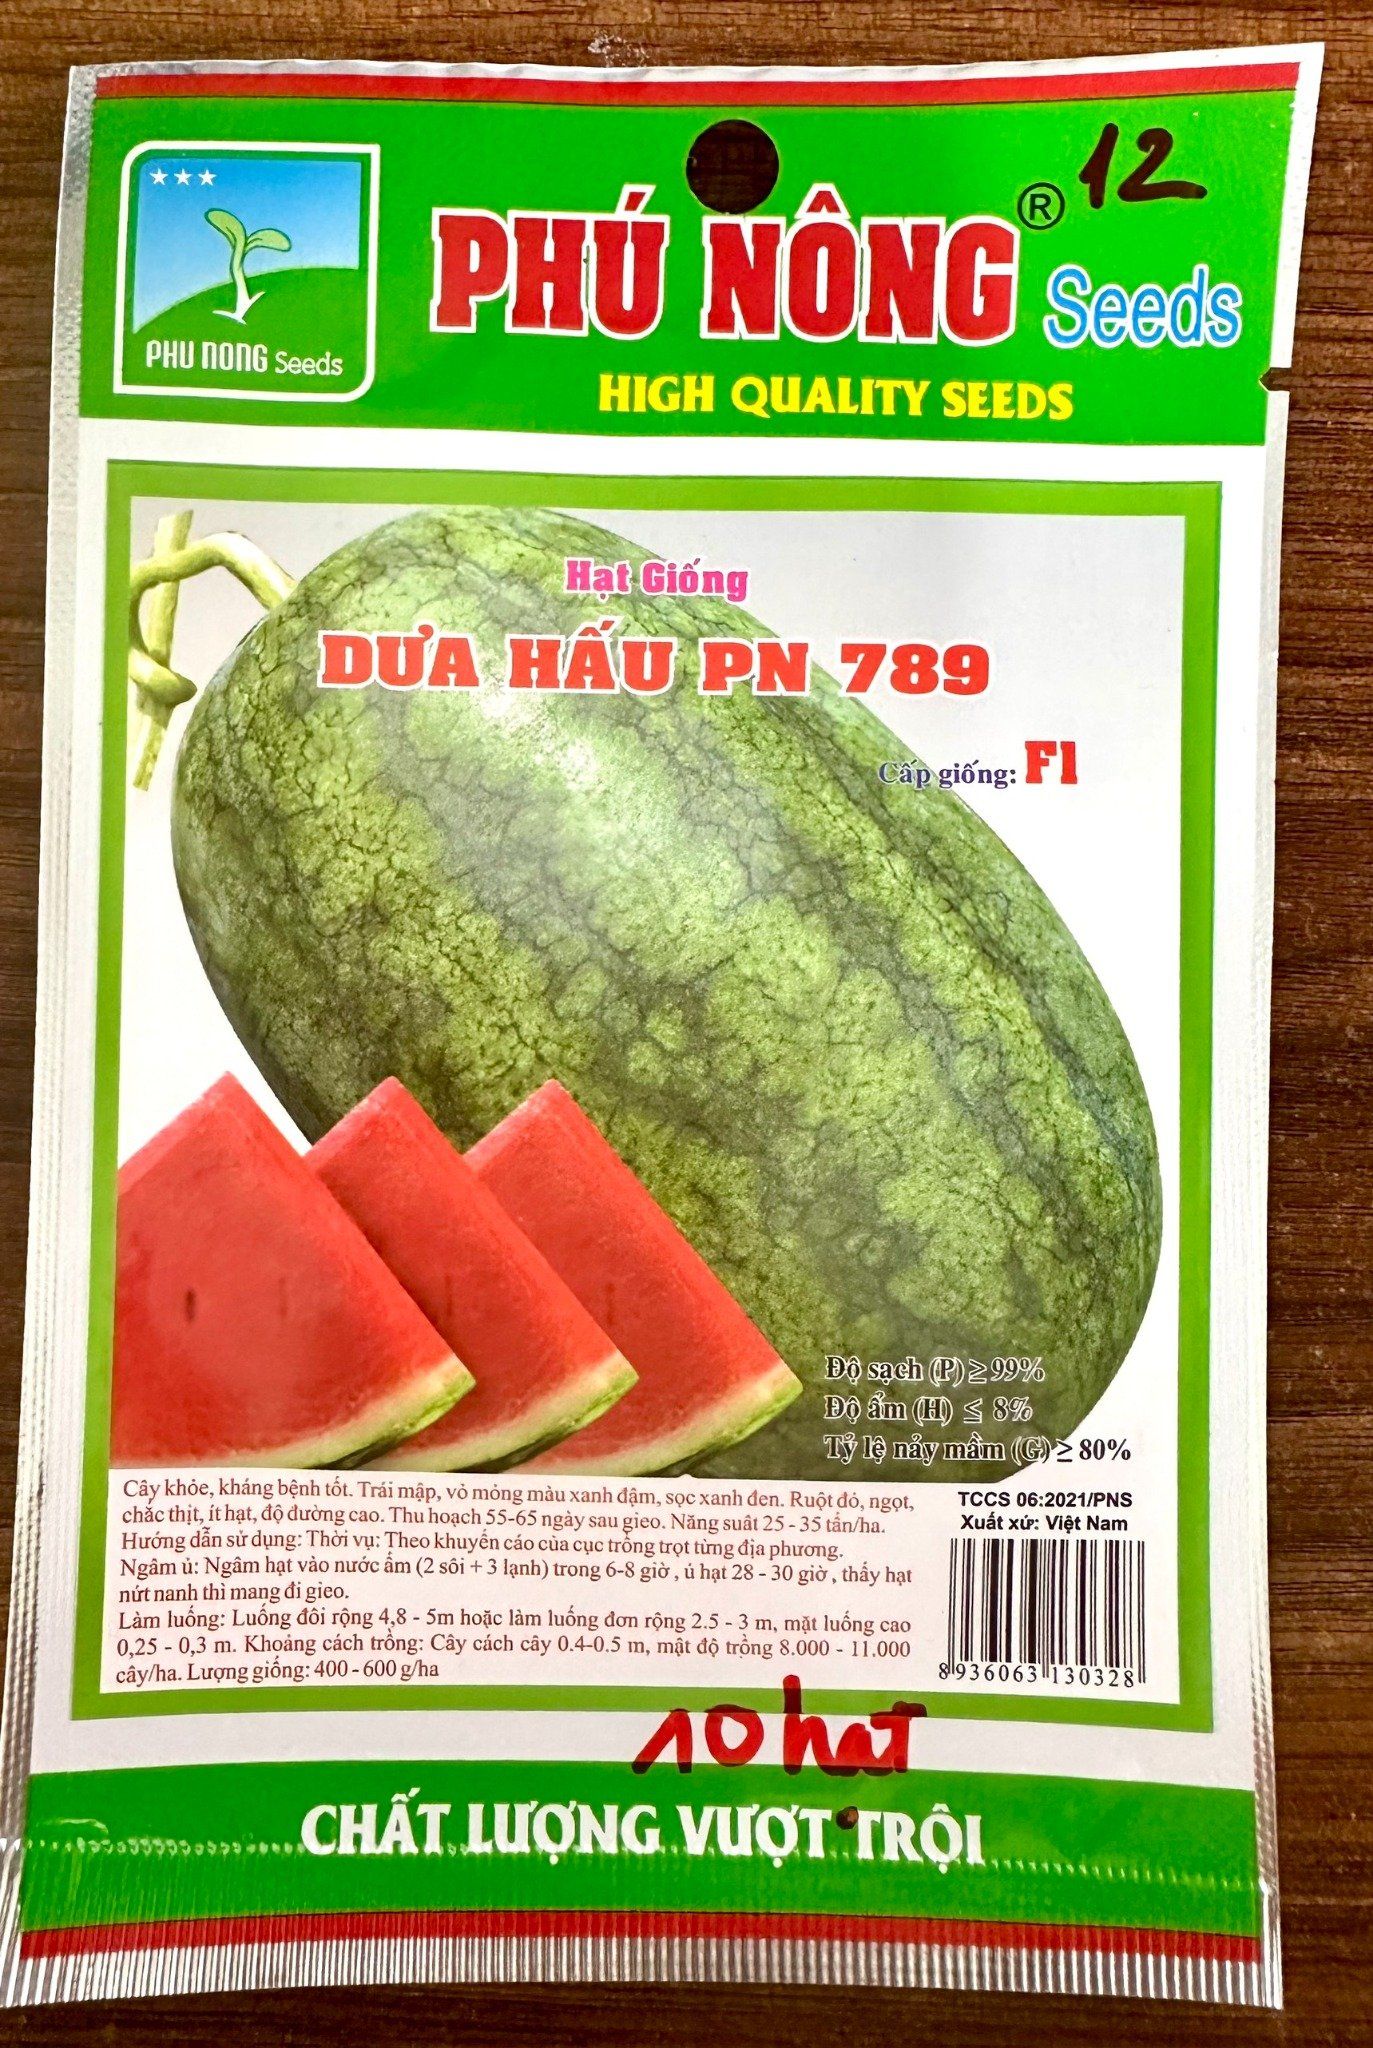 12
PHÚ NÔNG® Seeds
PHU NONG Seeds
HIGH QUALITY SEEDS
Hạt Giống
DƯA HẤU PN 789
Cấp giống: F1
Độ sạch (P) ≥ 99%
Độ ẩm (H) ≤ 8%
Tỷ lệ nảy mầm (G) ≥ 80%
Cây khỏe, kháng bệnh tốt. Trái mập, vỏ mỏng màu xanh đậm, sọc xanh đen. Ruột đỏ, ngọt,
chắc thịt, ít hạt, độ đường cao. Thu hoạch 55-65 ngày sau gieo. Năng suất 25 - 35 tấn/ha.
Hướng dẫn sử dụng: Thời vụ: Theo khuyến cáo của cục trồng trọt từng địa phương.
Ngâm ủ: Ngâm hạt vào nước ấm (2 sôi + 3 lạnh) trong 6-8 giờ , ủ hạt 28 - 30 giờ , thấy hạt
nứt nanh thì mang đi gieo.
Làm luống: Luống đôi rộng 4,8 - 5m hoặc làm luống đơn rộng 2.5 - 3 m, mặt luống cao
0,25 - 0,3 m. Khoảng cách trồng: Cây cách cây 0.4-0.5 m, mật độ trồng 8.000 - 11.000
cây/ha. Lượng giống: 400 - 600 g/ha
TCCS 06:2021/PNS
Xuất xứ: Việt Nam
8 936063 130328
10 hạt
CHẤT LƯỢNG VƯỢT TRỘI